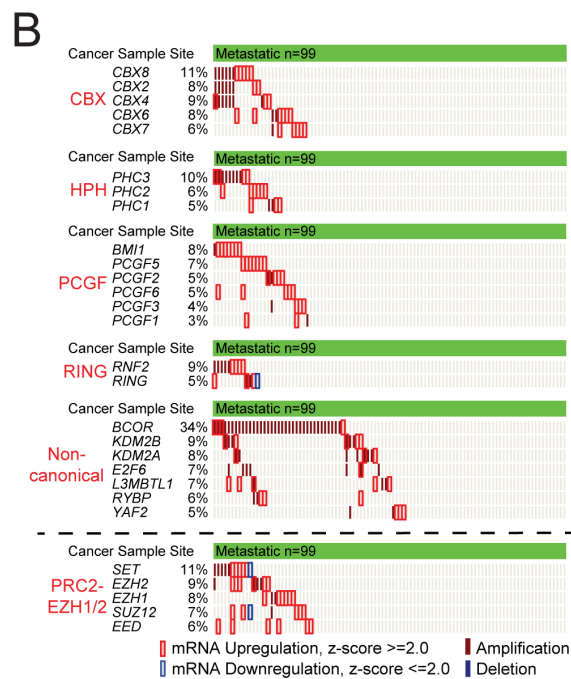 B
Cancer Sample Site Metastatic n=99
CBX
CBX8 11%
CBX2 8%
CBX4 9%
CBX6 8%
CBX7 6%
Cancer Sample Site Metastatic n=99
HPH
PHC3 10%
PHC2 6%
PHC1 5%
Cancer Sample Site Metastatic n=99
PCGF
BMI1 8%
PCGF5 7%
PCGF2 5%
PCGF6 5%
PCGF3 4%
PCGF1 3%
Cancer Sample Site Metastatic n=99
RING
RNF2 9%
RING 5%
Cancer Sample Site Metastatic n=99
Non-
canonical
BCOR 34%
KDM2B 9%
KDM2A 8%
E2F6 7%
L3MBTL1 7%
RYBP 6%
YAF2 5%
Cancer Sample Site Metastatic n=99
PRC2-
EZH1/2
SET 11%
EZH2 9%
EZH1 8%
SUZ12 7%
EED 6%
mRNA Upregulation, z-score >=2.0 Amplification
mRNA Downregulation, z-score <=2.0 Deletion